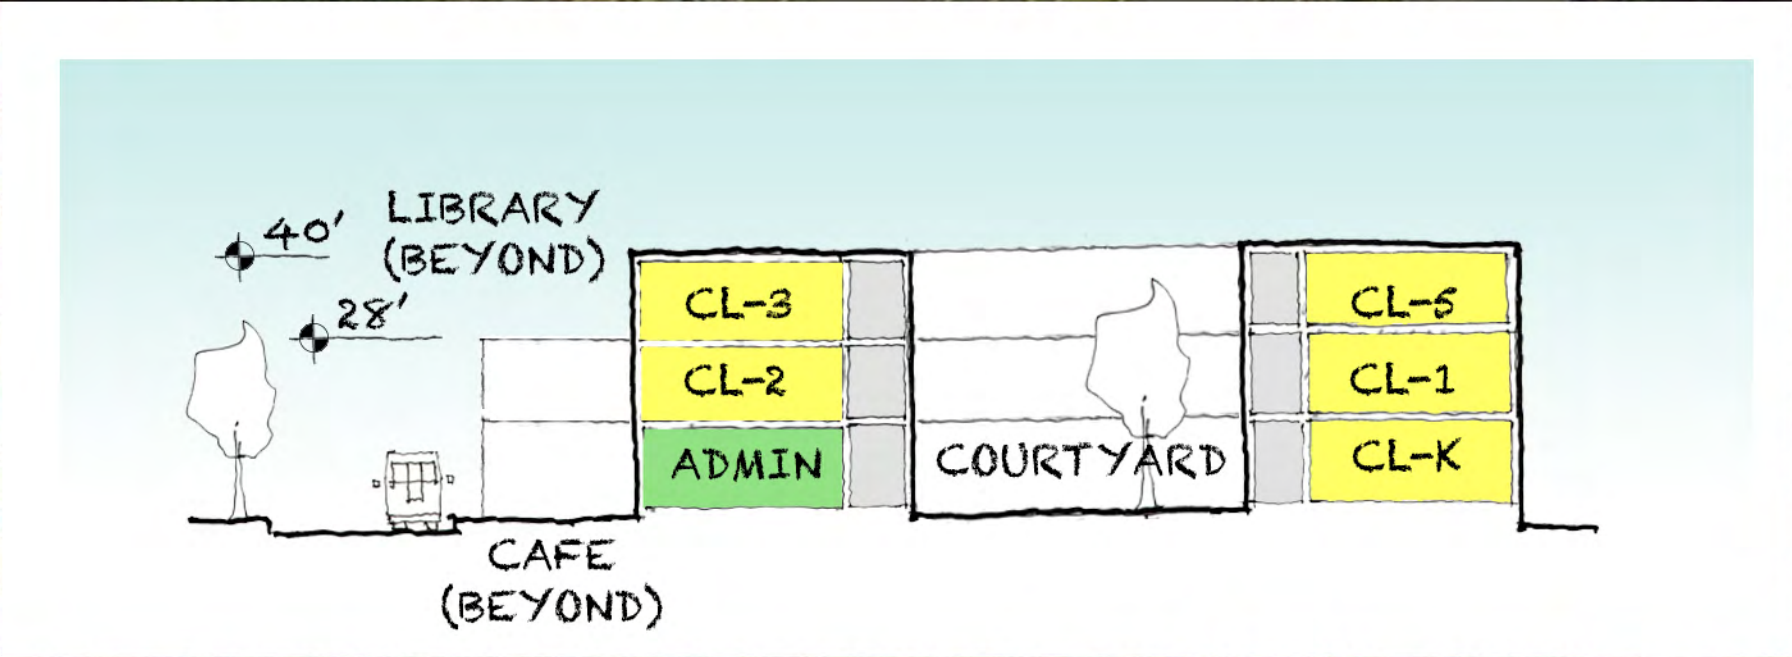 40'
LIBRARY
(BEYOND)
28'
CL-3
CL-5
CL-2
CL-1
ADMIN
COURTYARD
CL-K
CAFE
(BEYOND)